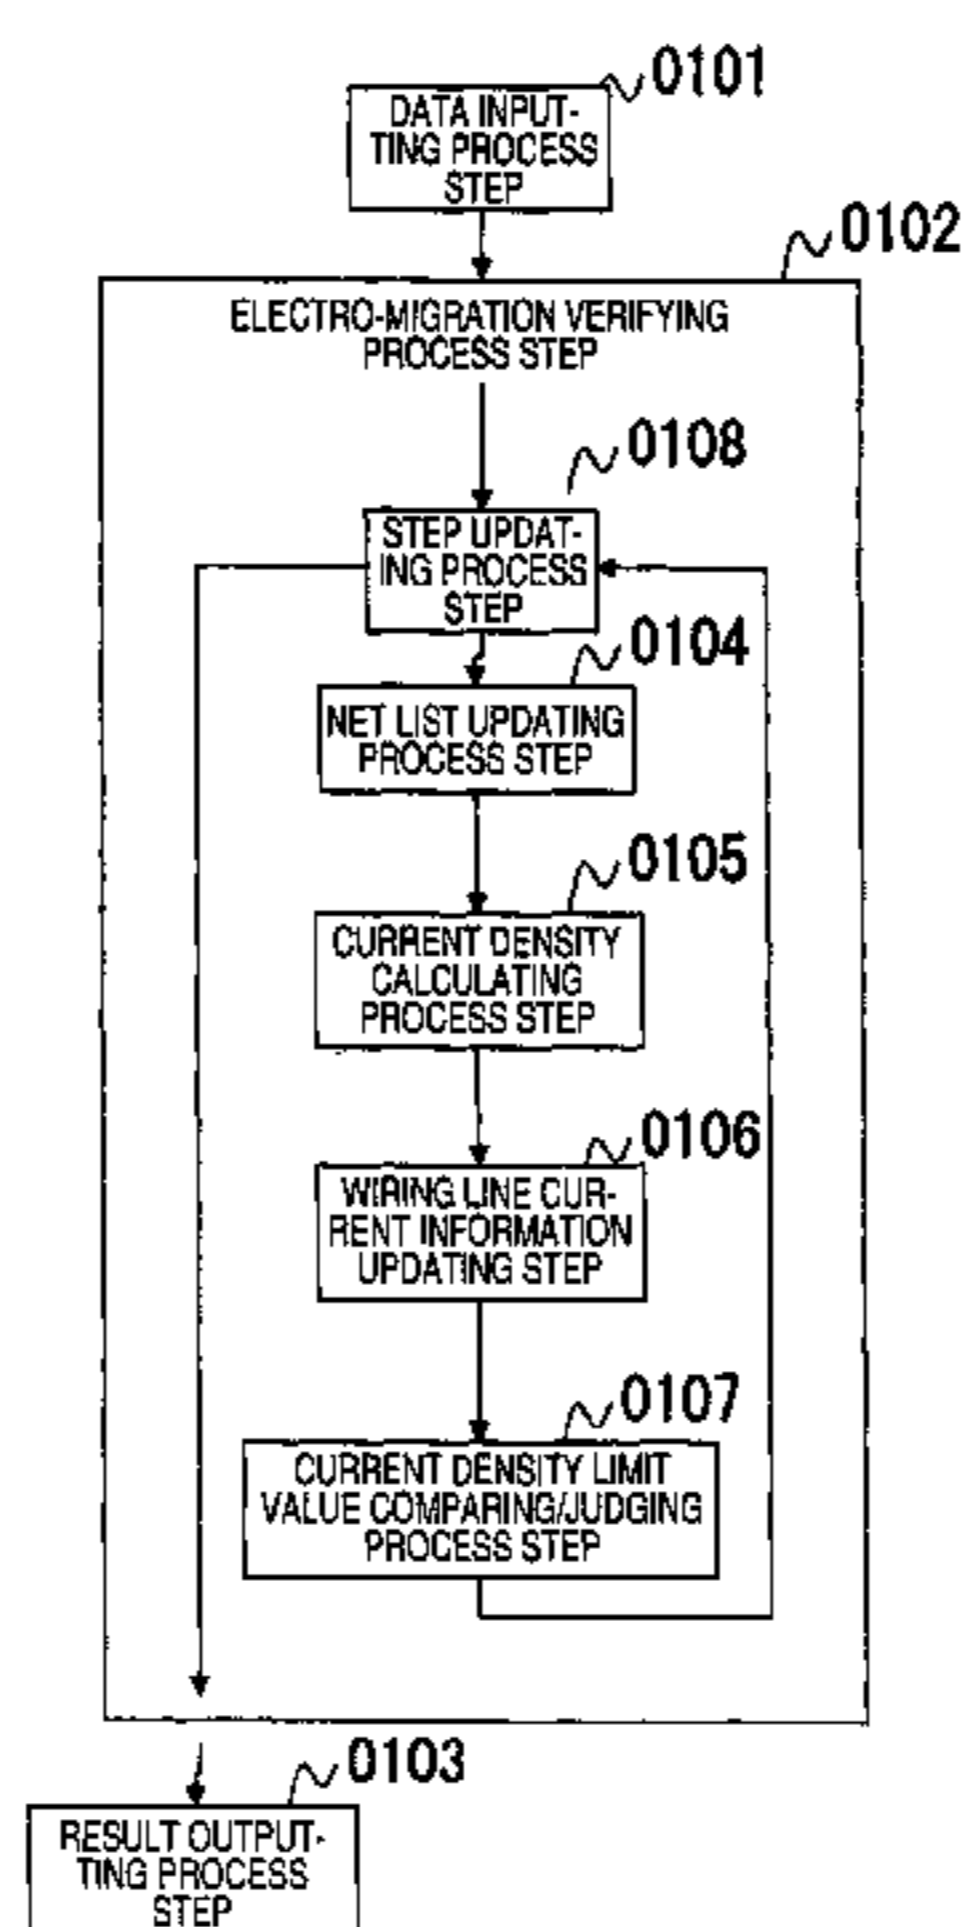 0101
DATA INPUT-
TING PROCESS
STEP
0102
ELECTRO-MIGRATION VERIFYING
PROCESS STEP
0108
STEP UPDAT-
ING PROCESS
STEP
0104
NET LIST UPDATING
PROCESS STEP
0105
CURRENT DENSITY
CALCULATING
PROCESS STEP
0106
WIRING LINE CUR-
RENT INFORMATION
UPDATING STEP
0107
CURRENT DENSITY LIMIT
VALUE COMPARING/JUDGING
PROCESS STEP
0103
RESULT OUTPUT-
TING PROCESS
STEP